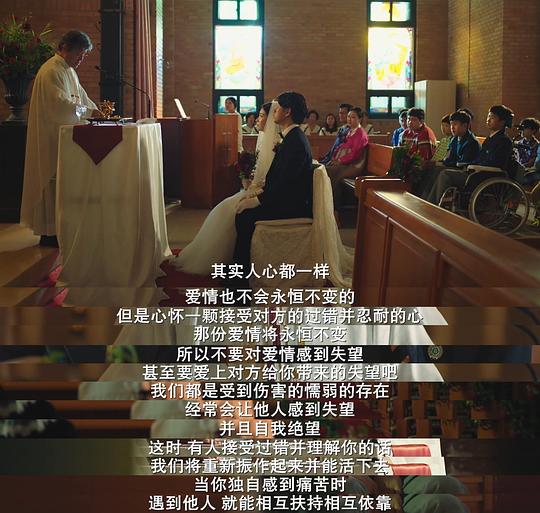 其实人心都一样
爱情也不会永恒不变的
但是心怀一颗接受对方的过错并忍耐的心
那份爱情将永恒不变
所以不要对爱情感到失望
甚至要爱上对方给你带来的失望吧
我们都是受到伤害的懦弱的存在
经常会让他人感到失望
并且自我绝望
这时 有人接受过错并理解你的话
我们将重新振作起来并能活下去
当你独自感到痛苦时
遇到他人 就能相互扶持相互依靠